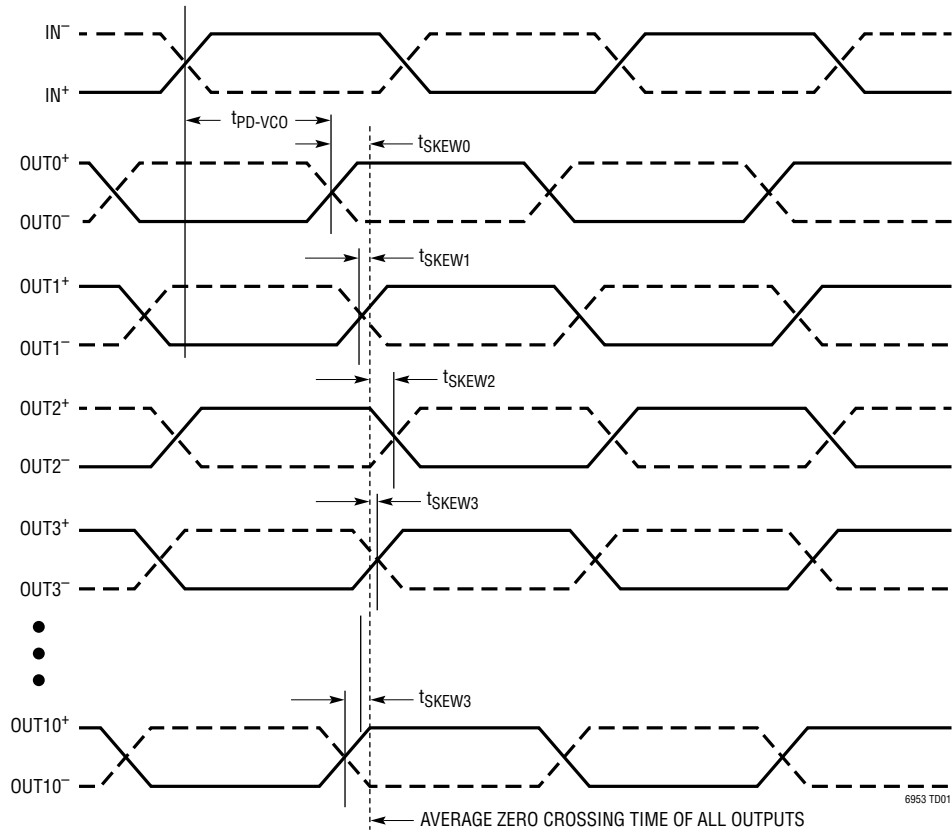 IN⁻
IN⁺
tPD-VCO
tSKEW0
OUT0⁺
OUT0⁻
tSKEW1
OUT1⁺
OUT1⁻
tSKEW2
OUT2⁺
OUT2⁻
tSKEW3
OUT3⁺
OUT3⁻
tSKEW3
OUT10⁺
OUT10⁻
6953 TD01
AVERAGE ZERO CROSSING TIME OF ALL OUTPUTS